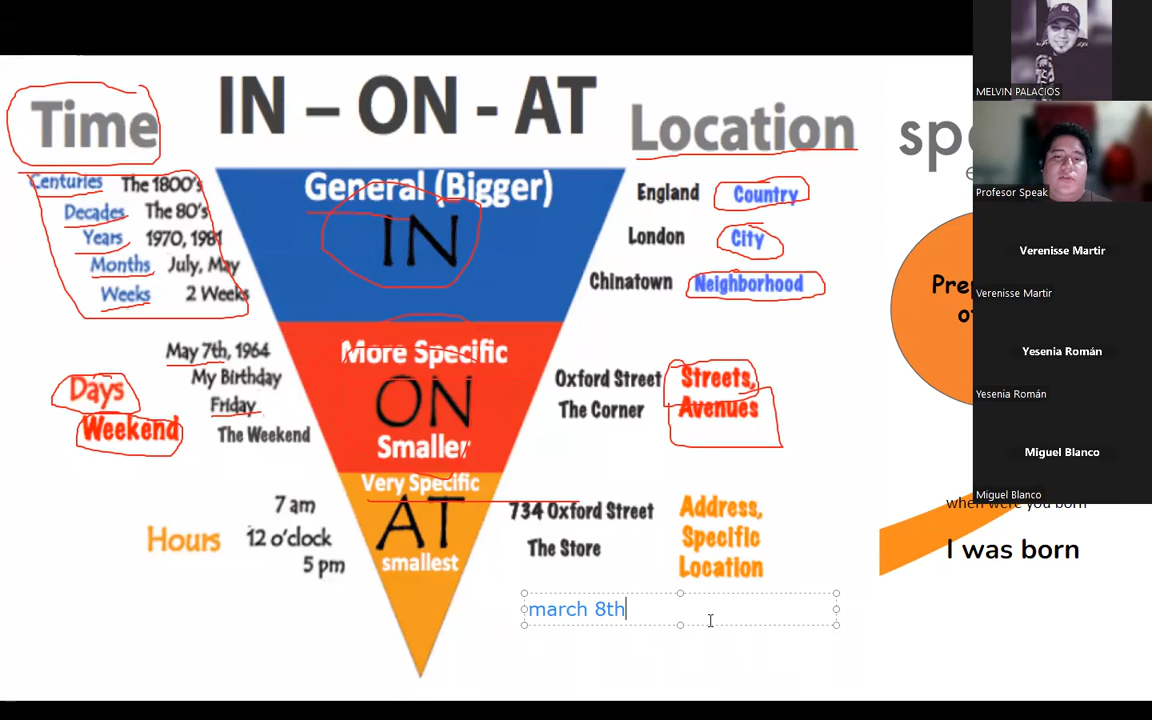 IN – ON - AT
Time
Location
Centuries The 1800's
Decades The 80's
Years 1970, 1981
Months July, May
Weeks 2 Weeks
General (Bigger)
IN
England Country
London City
Chinatown Neighborhood
May 7th, 1964
My Birthday
Days
Friday
Weekend
The Weekend
More Specific
ON
Smaller
Oxford Street Streets,
The Corner Avenues
7 am
Hours
12 o'clock
5 pm
Very Specific
AT
smallest
734 Oxford Street
The Store
Address,
Specific
Location
march 8th
when were you born
I was born
MELVIN PALACIOS
Profesor Speak
Verenisse Martir
Verenisse Martir
Yesenia Román
Yesenia Román
Miguel Blanco
Miguel Blanco